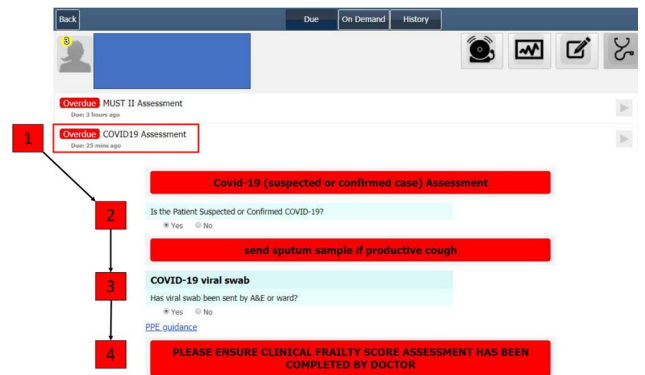 Back
Due
On Demand
History
3
Overdue MUST II Assessment
Due: 3 hours ago
1
Overdue COVID19 Assessment
Due: 25 mins ago
Covid-19 (suspected or confirmed case) Assessment
2
Is the Patient Suspected or Confirmed COVID-19?
Yes No
send sputum sample if productive cough
3
COVID-19 viral swab
Has viral swab been sent by A&E or ward?
Yes No
PPE guidance
4
PLEASE ENSURE CLINICAL FRAILTY SCORE ASSESSMENT HAS BEEN
COMPLETED BY DOCTOR